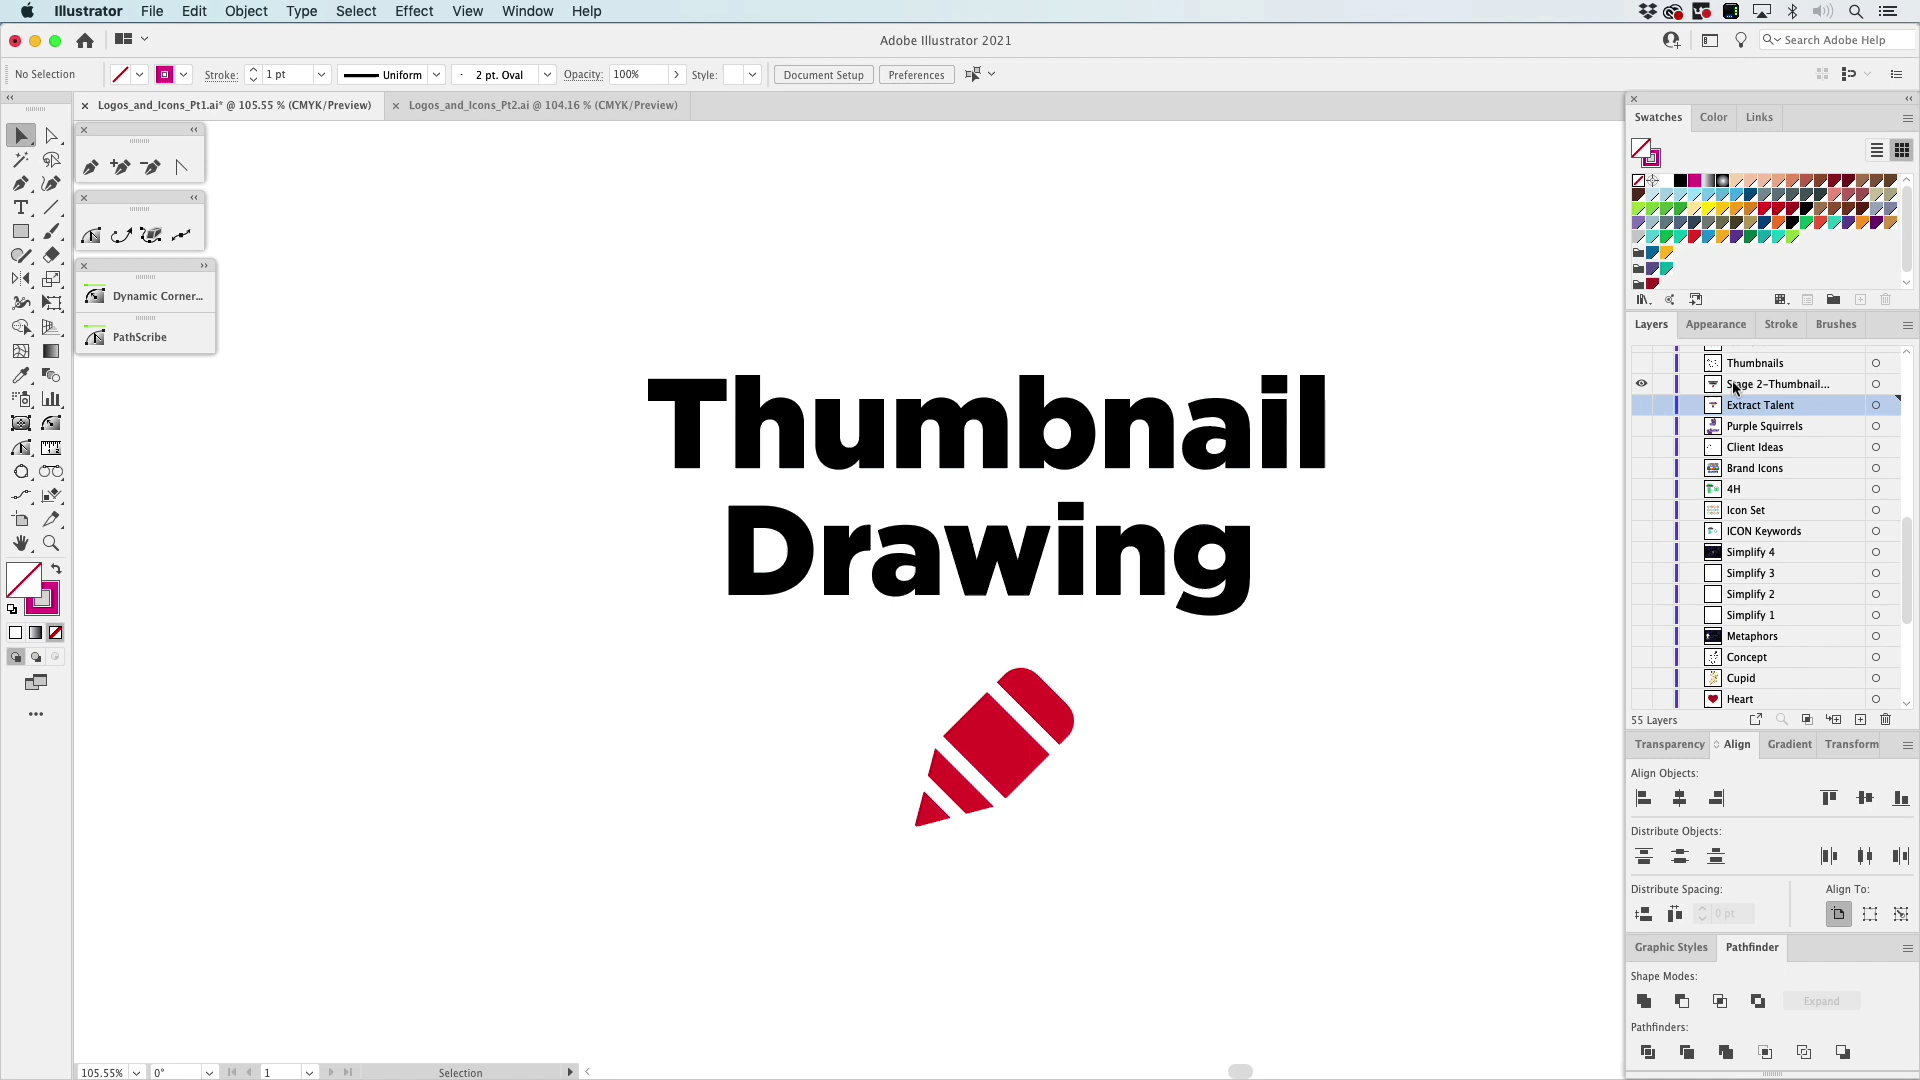 Illustrator File Edit Object Type Select Effect View Window Help
Adobe Illustrator 2021
Search Adobe Help
No Selection
Stroke: 1 pt
Uniform
2 pt. Oval
Opacity: 100%
Style:
Document Setup
Preferences
Logos_and_Icons_Pt1.ai* @ 105.55 % (CMYK/Preview)
Logos_and_Icons_Pt2.ai @ 104.16 % (CMYK/Preview)
Dynamic Corner...
PathScribe
Thumbnail
Drawing
Swatches Color Links
Layers Appearance Stroke Brushes
Thumbnails
Stage 2-Thumbnail...
Extract Talent
Purple Squirrels
Client Ideas
Brand Icons
4H
Icon Set
ICON Keywords
Simplify 4
Simplify 3
Simplify 2
Simplify 1
Metaphors
Concept
Cupid
Heart
55 Layers
Transparency Align Gradient Transform
Align Objects:
Distribute Objects:
Distribute Spacing:
Align To:
0 pt
Graphic Styles Pathfinder
Shape Modes:
Expand
Pathfinders:
105.55% 0° 1 Selection